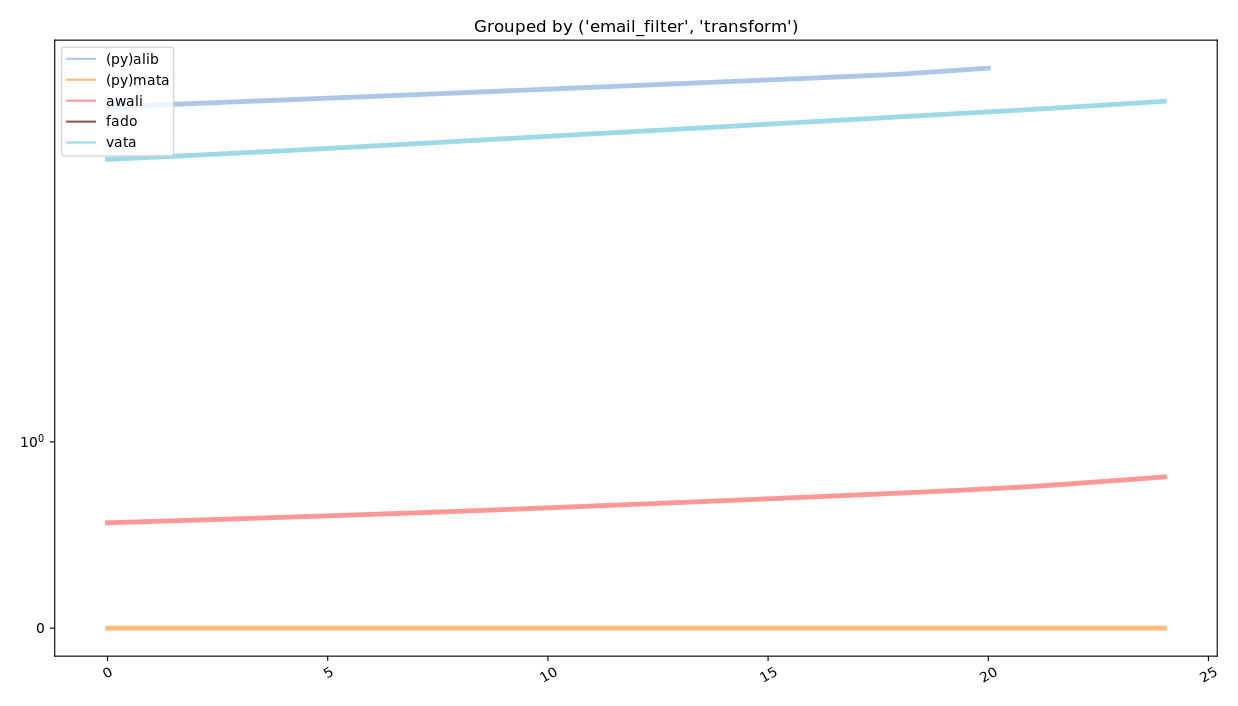 Grouped by ('email_filter', 'transform')
(py)alib
(py)mata
awali
fado
vata
10⁰
0
0
5
10
15
20
25